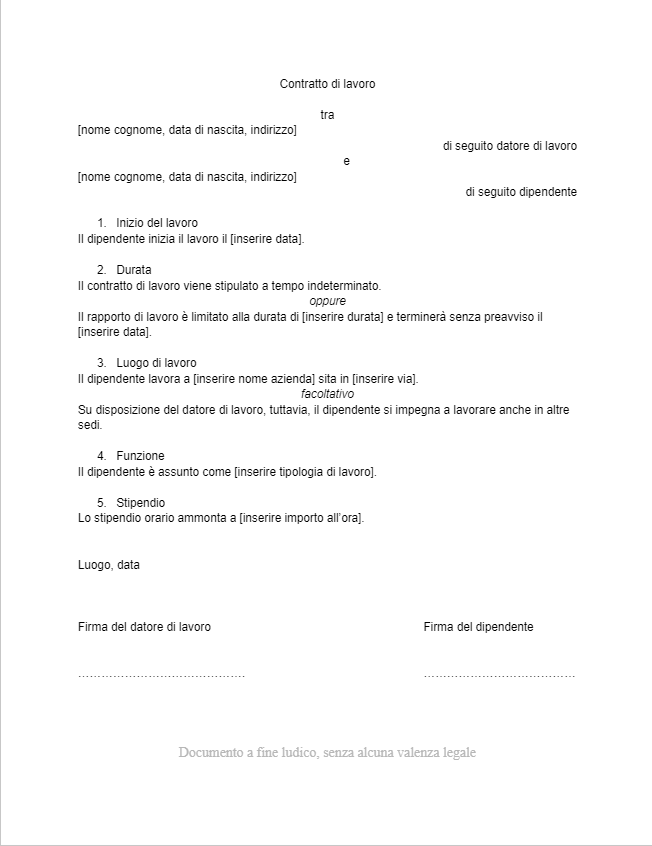 Contratto di lavoro
tra
[nome cognome, data di nascita, indirizzo]
di seguito datore di lavoro
e
[nome cognome, data di nascita, indirizzo]
di seguito dipendente
1. Inizio del lavoro
Il dipendente inizia il lavoro il [inserire data].
2. Durata
Il contratto di lavoro viene stipulato a tempo indeterminato.
oppure
Il rapporto di lavoro è limitato alla durata di [inserire durata] e terminerà senza preavviso il
[inserire data].
3. Luogo di lavoro
Il dipendente lavora a [inserire nome azienda] sita in [inserire via].
facoltativo
Su disposizione del datore di lavoro, tuttavia, il dipendente si impegna a lavorare anche in altre
sedi.
4. Funzione
Il dipendente è assunto come [inserire tipologia di lavoro].
5. Stipendio
Lo stipendio orario ammonta a [inserire importo all'ora].
Luogo, data
Firma del datore di lavoro Firma del dipendente
……………………………………. …………………………………
Documento a fine ludico, senza alcuna valenza legale